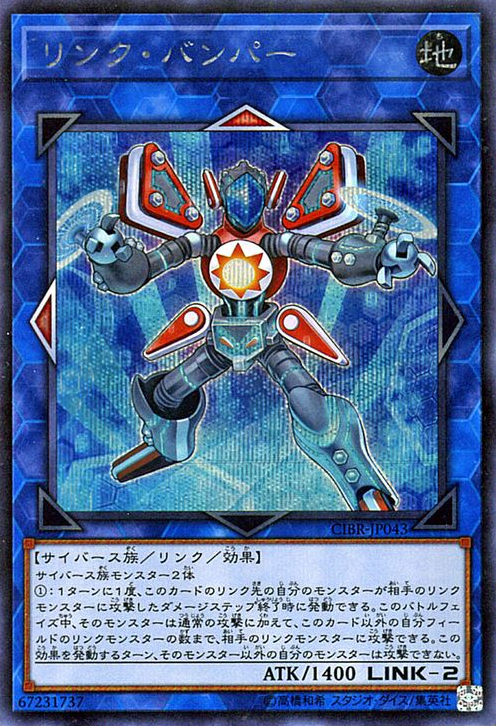 リンク・バンパー
地
CIBR-JP043
【サイバース族／リンク／効果】
サイバース族モンスター２体
①：１ターンに１度、このカードのリンク先の自分のモンスターが相手のリンク
モンスターに攻撃したダメージステップ終了時に発動できる。このバトルフェ
イズ中、そのモンスターは通常の攻撃に加えて、このカード以外の自分フィー
ルドのリンクモンスターの数まで、相手のリンクモンスターに攻撃できる。この
効果を発動するターン、そのモンスター以外の自分のモンスターは攻撃できない。
ATK/1400 LINK-2
67231737 ©高橋和希 スタジオ・ダイス/集英社